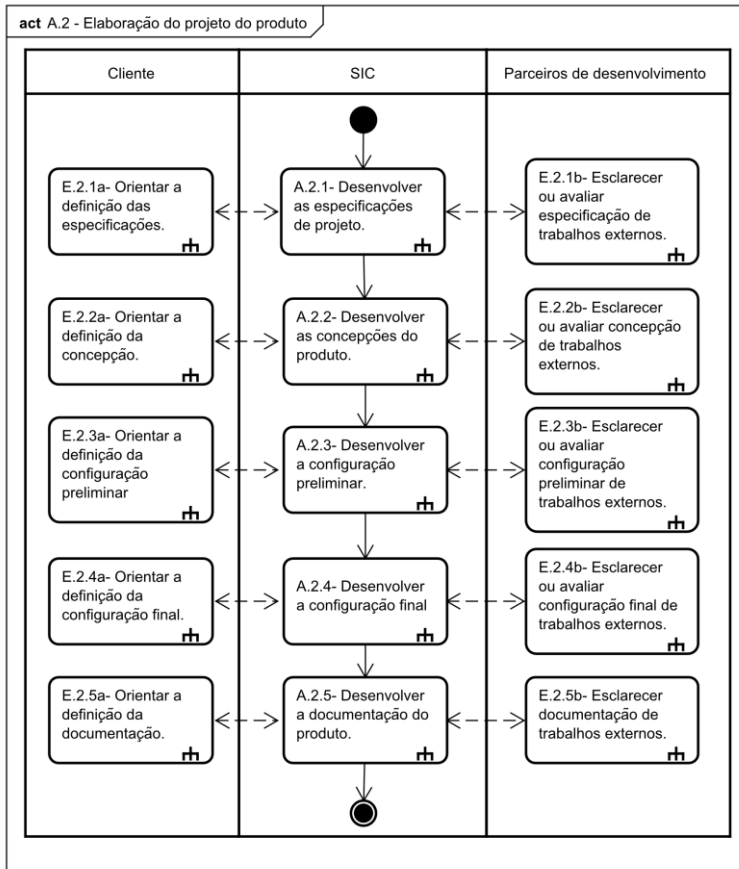 act A.2 - Elaboração do projeto do produto
Cliente
SIC
Parceiros de desenvolvimento
E.2.1a- Orientar a
definição das
especificações.
A.2.1- Desenvolver
as especificações
de projeto.
E.2.1b- Esclarecer
ou avaliar
especificação de
trabalhos externos.
E.2.2a- Orientar a
definição da
concepção.
A.2.2- Desenvolver
as concepções do
produto.
E.2.2b- Esclarecer
ou avaliar concepção
de trabalhos
externos.
E.2.3a- Orientar a
definição da
configuração
preliminar
A.2.3- Desenvolver
a configuração
preliminar.
E.2.3b- Esclarecer
ou avaliar
configuração
preliminar de
trabalhos externos.
E.2.4a- Orientar a
definição da
configuração final.
A.2.4- Desenvolver
a configuração final
E.2.4b- Esclarecer
ou avaliar
configuração final de
trabalhos externos.
E.2.5a- Orientar a
definição da
documentação.
A.2.5- Desenvolver
a documentação do
produto.
E.2.5b- Esclarecer
documentação de
trabalhos externos.